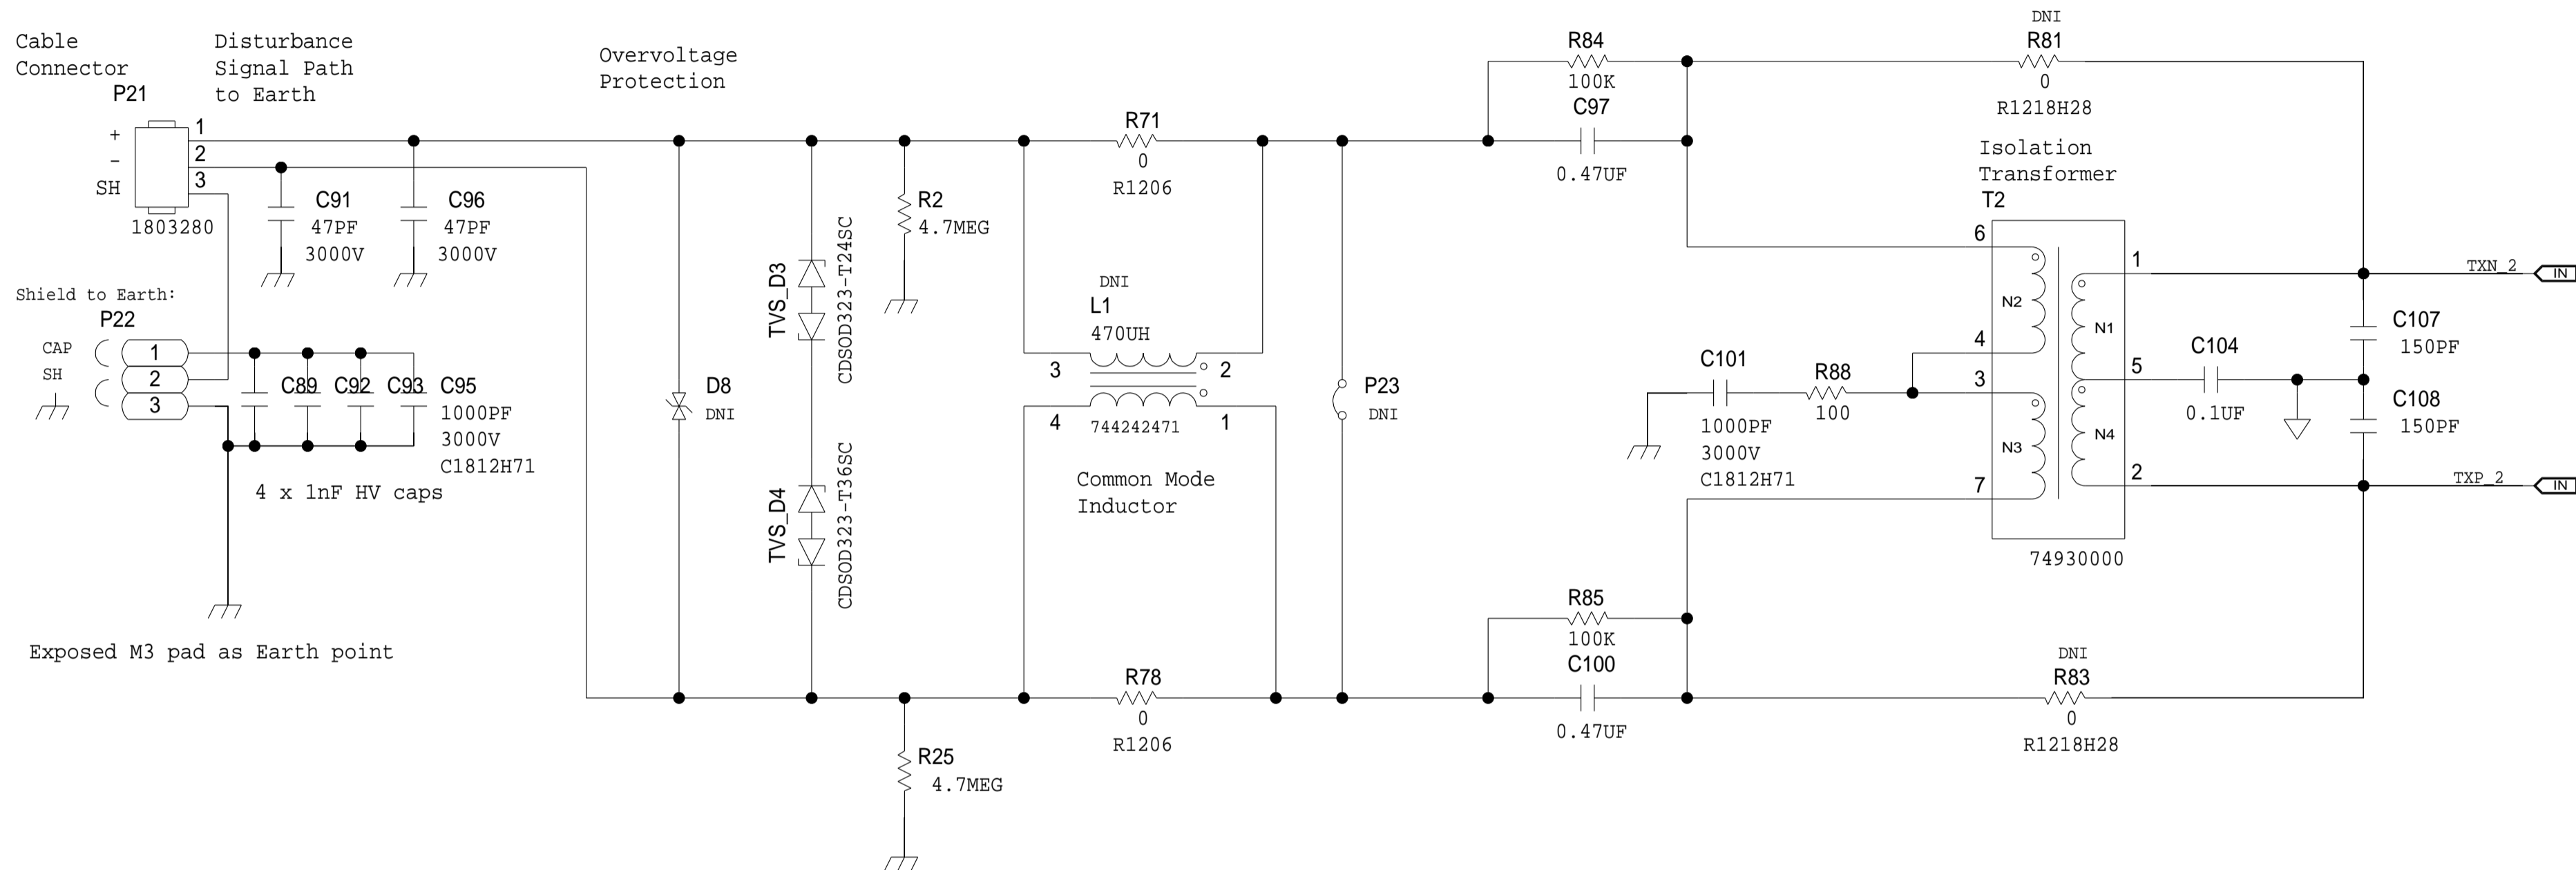 Cable
Connector
P21
+
-
SH
1
2
3
1803280
Disturbance
Signal Path
to Earth
C91
47PF
3000V
C96
47PF
3000V
Shield to Earth:
P22
CAP
SH
1
2
3
C89
C92
C93
C95
1000PF
3000V
C1812H71
4 x 1nF HV caps
Exposed M3 pad as Earth point
Overvoltage
Protection
D8
DNI
TVS_D3
CDSOD323-T24SC
TVS_D4
CDSOD323-T36SC
R2
4.7MEG
R25
4.7MEG
R71
0
R1206
DNI
L1
470UH
3
2
4
1
744242471
Common Mode
Inductor
R78
0
R1206
P23
DNI
R84
100K
C97
0.47UF
R85
100K
C100
0.47UF
C101
1000PF
3000V
C1812H71
R88
100
DNI
R81
0
R1218H28
Isolation
Transformer
T2
6
4
3
7
N2
N3
N1
N4
1
5
2
74930000
C104
0.1UF
TXN_2
IN
C107
150PF
C108
150PF
TXP_2
IN
DNI
R83
0
R1218H28